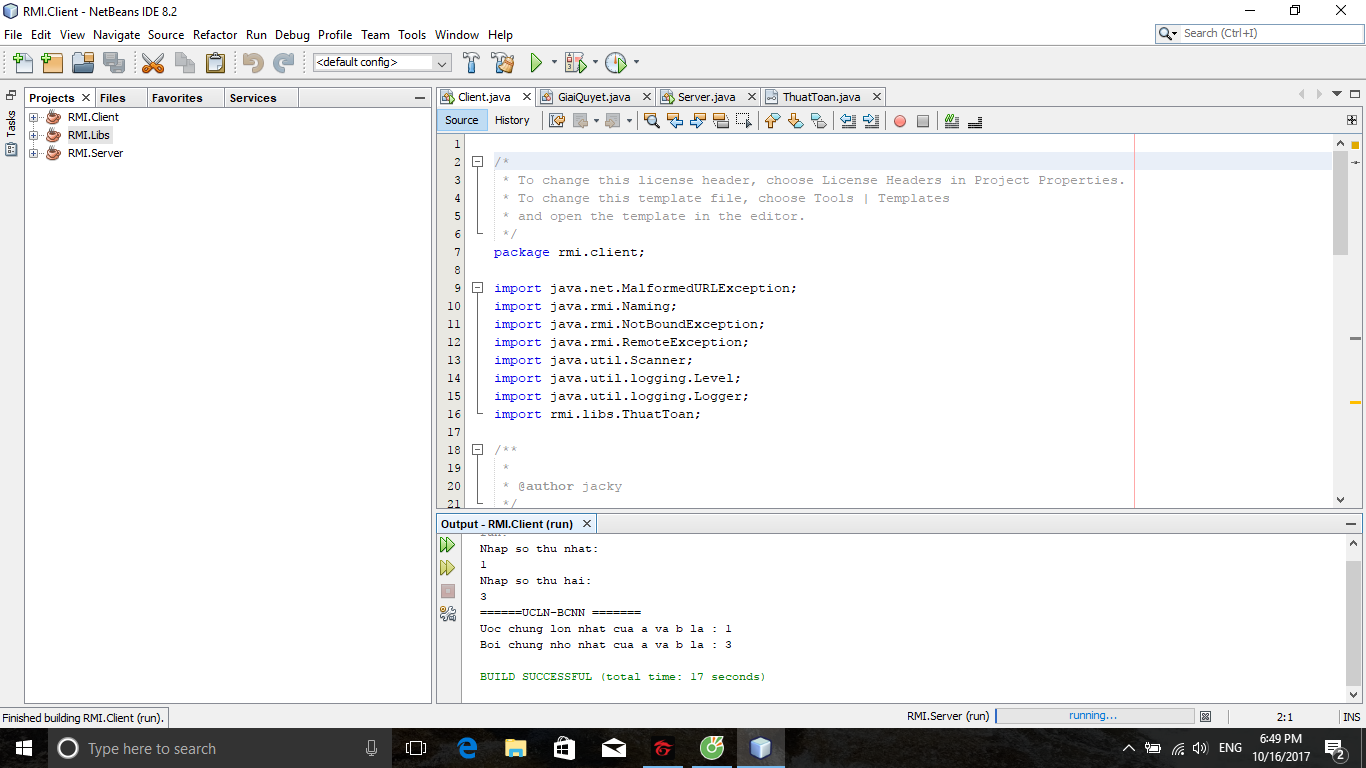 RMI.Client - NetBeans IDE 8.2
File Edit View Navigate Source Refactor Run Debug Profile Team Tools Window Help
Search (Ctrl+I)
<default config>
Tasks
Projects Files Favorites Services
RMI.Client
RMI.Libs
RMI.Server
Client.java GiaiQuyet.java Server.java ThuatToan.java
Source History
1
2 /*
3 * To change this license header, choose License Headers in Project Properties.
4 * To change this template file, choose Tools | Templates
5 * and open the template in the editor.
6 */
7 package rmi.client;
8
9 import java.net.MalformedURLException;
10 import java.rmi.Naming;
11 import java.rmi.NotBoundException;
12 import java.rmi.RemoteException;
13 import java.util.Scanner;
14 import java.util.logging.Level;
15 import java.util.logging.Logger;
16 import rmi.libs.ThuatToan;
17
18 /**
19 *
20 * @author jacky
21 */
Output - RMI.Client (run)
run:
Nhap so thu nhat:
1
Nhap so thu hai:
3
======UCLN-BCNN =======
Uoc chung lon nhat cua a va b la : 1
Boi chung nho nhat cua a va b la : 3
BUILD SUCCESSFUL (total time: 17 seconds)
Finished building RMI.Client (run).
RMI.Server (run) running... 2:1 INS
Type here to search
ENG
6:49 PM
10/16/2017
2